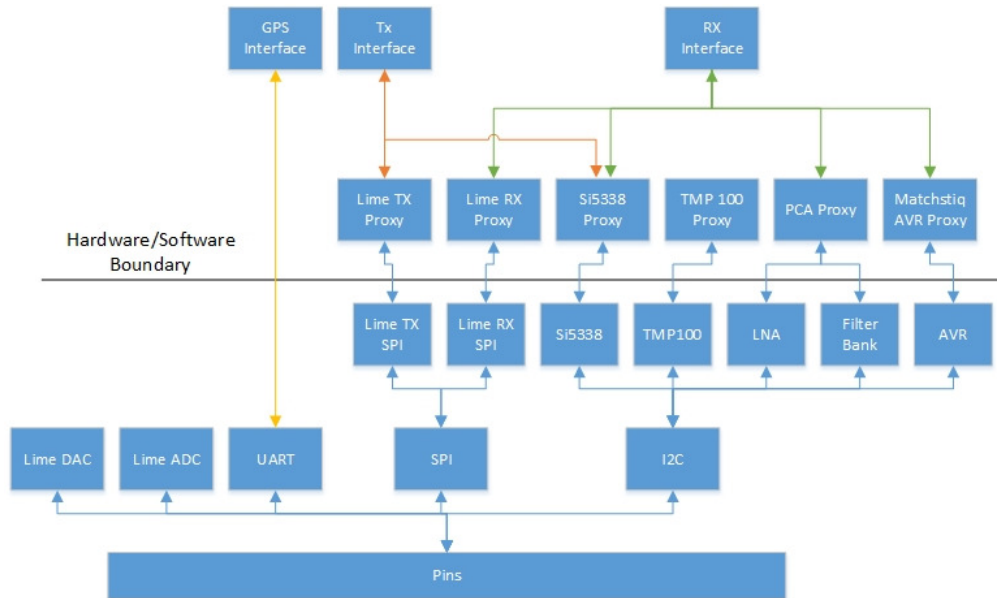 GPS
Interface
Tx
Interface
RX
Interface
Lime TX
Proxy
Lime RX
Proxy
Si5338
Proxy
TMP 100
Proxy
PCA Proxy
Matchstiq
AVR Proxy
Hardware/Software
Boundary
Lime TX
SPI
Lime RX
SPI
Si5338
TMP100
LNA
Filter
Bank
AVR
Lime DAC
Lime ADC
UART
SPI
I2C
Pins